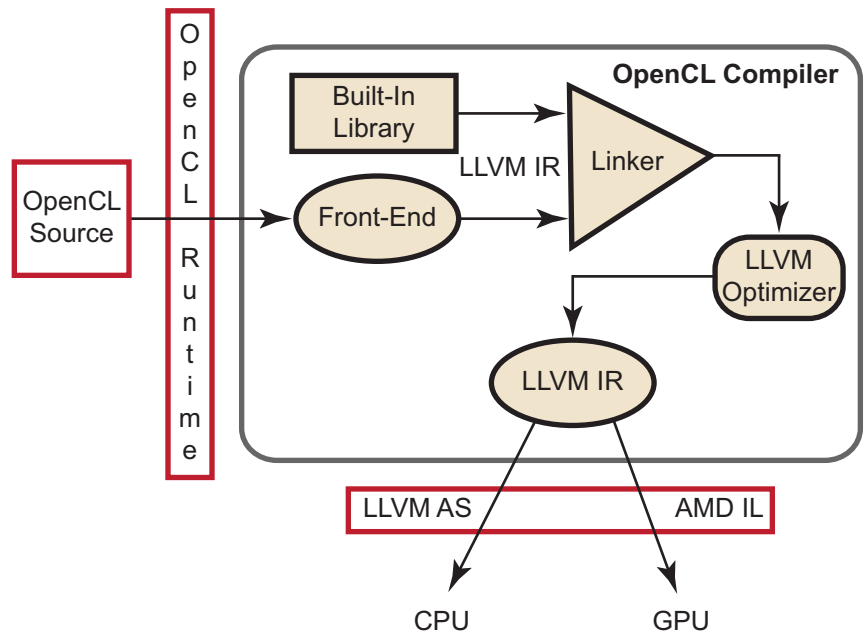 OpenCL Runtime
OpenCL Compiler
Built-In
Library
LLVM IR
Linker
OpenCL
Source
Front-End
LLVM
Optimizer
LLVM IR
LLVM AS
AMD IL
CPU
GPU